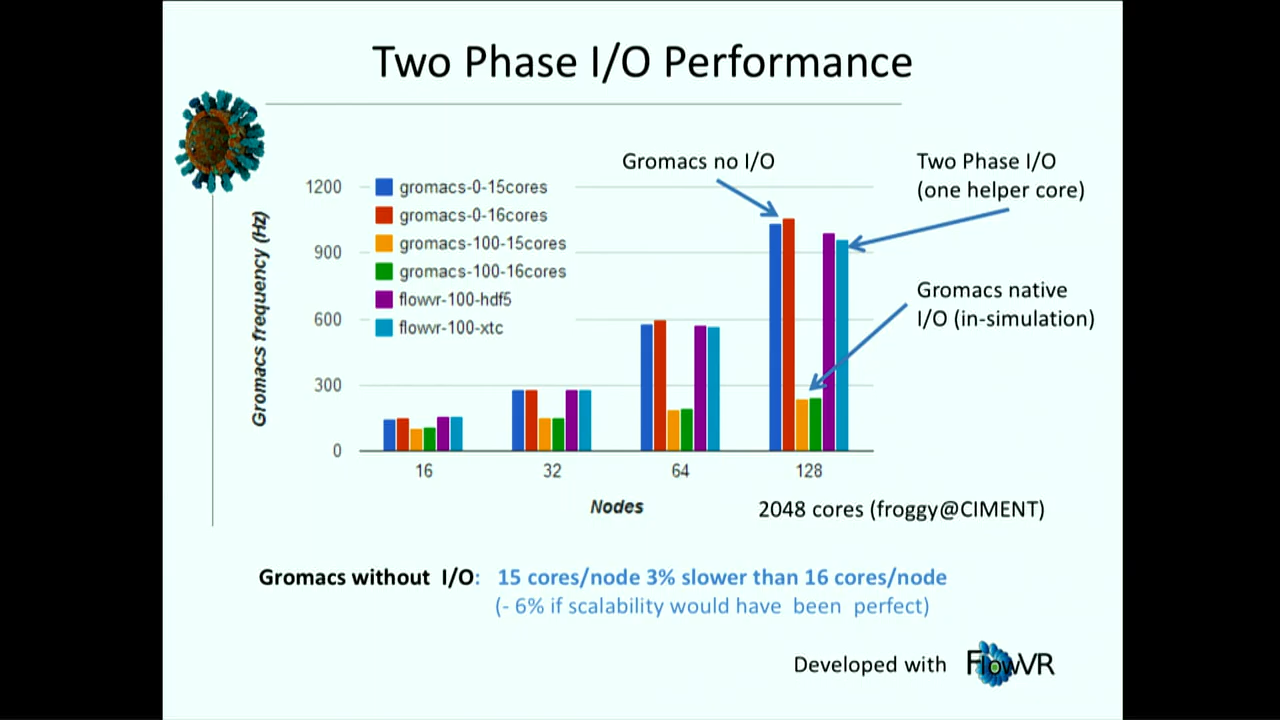 Two Phase I/O Performance
Gromacs no I/O
Two Phase I/O
(one helper core)
Gromacs native
I/O (in-simulation)
Gromacs frequency (Hz)
1200
900
600
300
0
gromacs-0-15cores
gromacs-0-16cores
gromacs-100-15cores
gromacs-100-16cores
flowvr-100-hdf5
flowvr-100-xtc
16
32
64
128
Nodes
2048 cores (froggy@CIMENT)
Gromacs without I/O: 15 cores/node 3% slower than 16 cores/node
(- 6% if scalability would have been perfect)
Developed with FlowVR